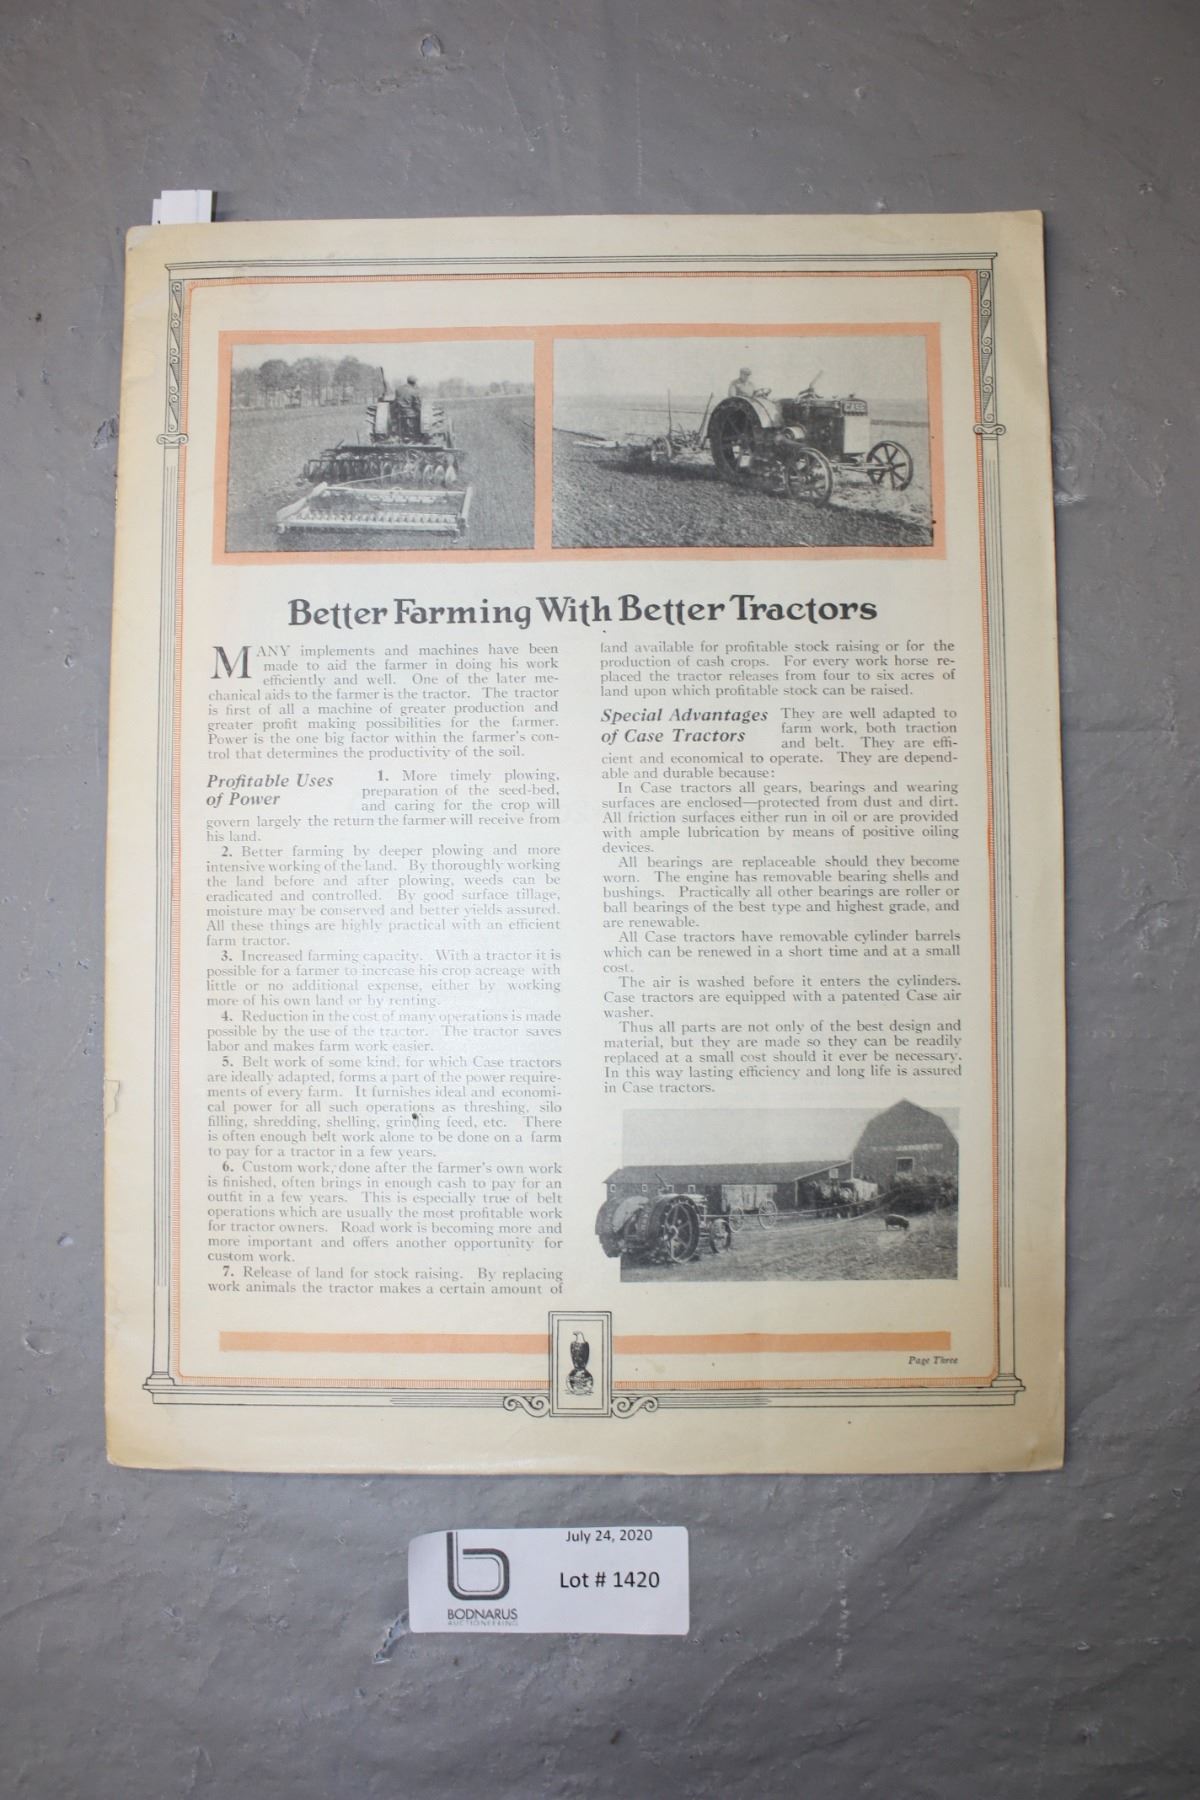 CASE
Better Farming With Better Tractors
MANY implements and machines have been
made to aid the farmer in doing his work
efficiently and well. One of the later me-
chanical aids to the farmer is the tractor. The tractor
is first of all a machine of greater production and
greater profit making possibilities for the farmer.
Power is the one big factor within the farmer's con-
trol that determines the productivity of the soil.
Profitable Uses
of Power
1. More timely plowing,
preparation of the seed-bed,
and caring for the crop will
govern largely the return the farmer will receive from
his land.
2. Better farming by deeper plowing and more
intensive working of the land. By thoroughly working
the land before and after plowing, weeds can be
eradicated and controlled. By good surface tillage,
moisture may be conserved and better yields assured.
All these things are highly practical with an efficient
farm tractor.
3. Increased farming capacity. With a tractor it is
possible for a farmer to increase his crop acreage with
little or no additional expense, either by working
more of his own land or by renting.
4. Reduction in the cost of many operations is made
possible by the use of the tractor. The tractor saves
labor and makes farm work easier.
5. Belt work of some kind, for which Case tractors
are ideally adapted, forms a part of the power require-
ments of every farm. It furnishes ideal and economi-
cal power for all such operations as threshing, silo
filling, shredding, shelling, grinding feed, etc. There
is often enough belt work alone to be done on a farm
to pay for a tractor in a few years.
6. Custom work, done after the farmer's own work
is finished, often brings in enough cash to pay for an
outfit in a few years. This is especially true of belt
operations which are usually the most profitable work
for tractor owners. Road work is becoming more and
more important and offers another opportunity for
custom work.
7. Release of land for stock raising. By replacing
work animals the tractor makes a certain amount of
land available for profitable stock raising or for the
production of cash crops. For every work horse re-
placed the tractor releases from four to six acres of
land upon which profitable stock can be raised.
Special Advantages
of Case Tractors
They are well adapted to
farm work, both traction
and belt. They are effi-
cient and economical to operate. They are depend-
able and durable because:
In Case tractors all gears, bearings and wearing
surfaces are enclosed—protected from dust and dirt.
All friction surfaces either run in oil or are provided
with ample lubrication by means of positive oiling
devices.
All bearings are replaceable should they become
worn. The engine has removable bearing shells and
bushings. Practically all other bearings are roller or
ball bearings of the best type and highest grade, and
are renewable.
All Case tractors have removable cylinder barrels
which can be renewed in a short time and at a small
cost.
The air is washed before it enters the cylinders.
Case tractors are equipped with a patented Case air
washer.
Thus all parts are not only of the best design and
material, but they are made so they can be readily
replaced at a small cost should it ever be necessary.
In this way lasting efficiency and long life is assured
in Case tractors.
Page Three
July 24, 2020
Lot # 1420
BODNARUS
AUCTIONEERING